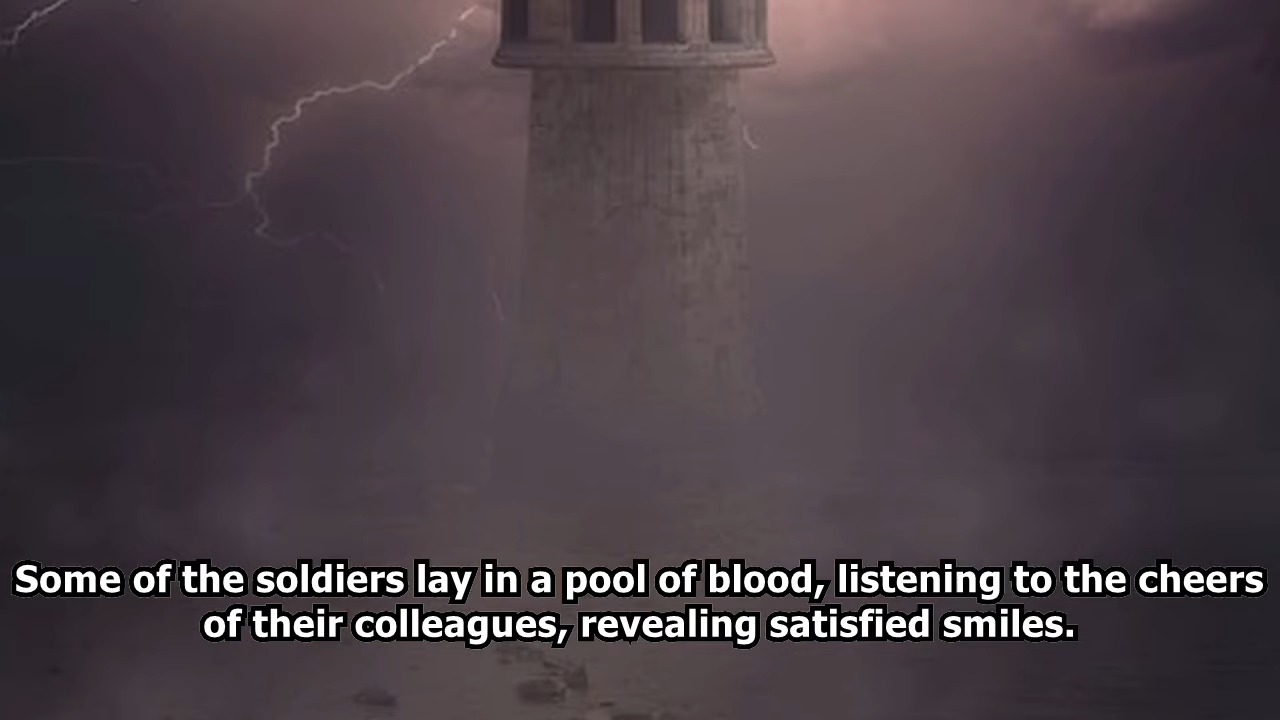 Some of the soldiers lay in a pool of blood, listening to the cheers
of their colleagues, revealing satisfied smiles.